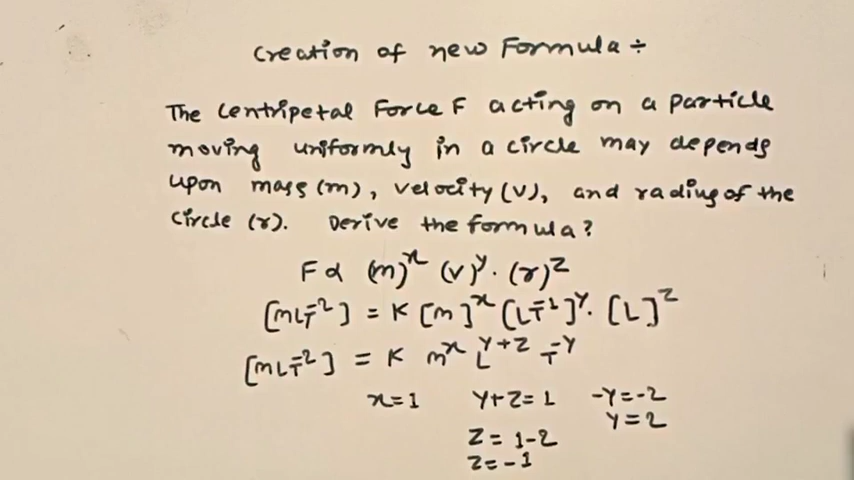 Creation of new Formula ÷
The Centripetal Force F acting on a particle
moving uniformly in a circle may depends
upon mass (m), velocity (v), and radius of the
circle (r). Derive the formula?
F ∝ (m)^x (v)^y . (r)^z
[MLT^-2] = K [M]^x [LT^-1]^y . [L]^z
[MLT^-2] = K M^x L^y+z T^-y
x=1 y+z=1 -y=-2
y=2
z=1-2
z=-1